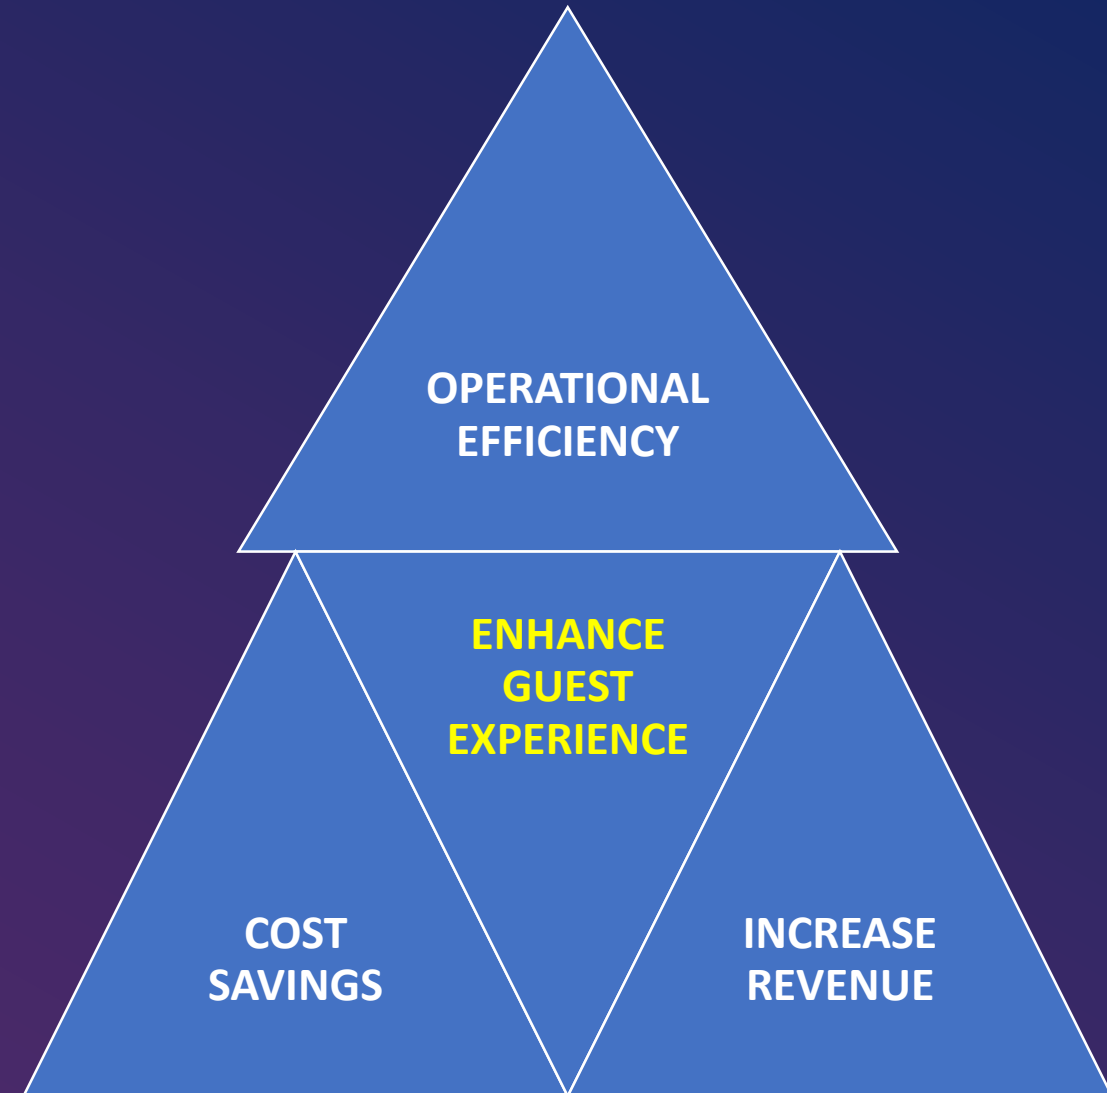 OPERATIONAL
EFFICIENCY
ENHANCE
GUEST
EXPERIENCE
COST
SAVINGS
INCREASE
REVENUE